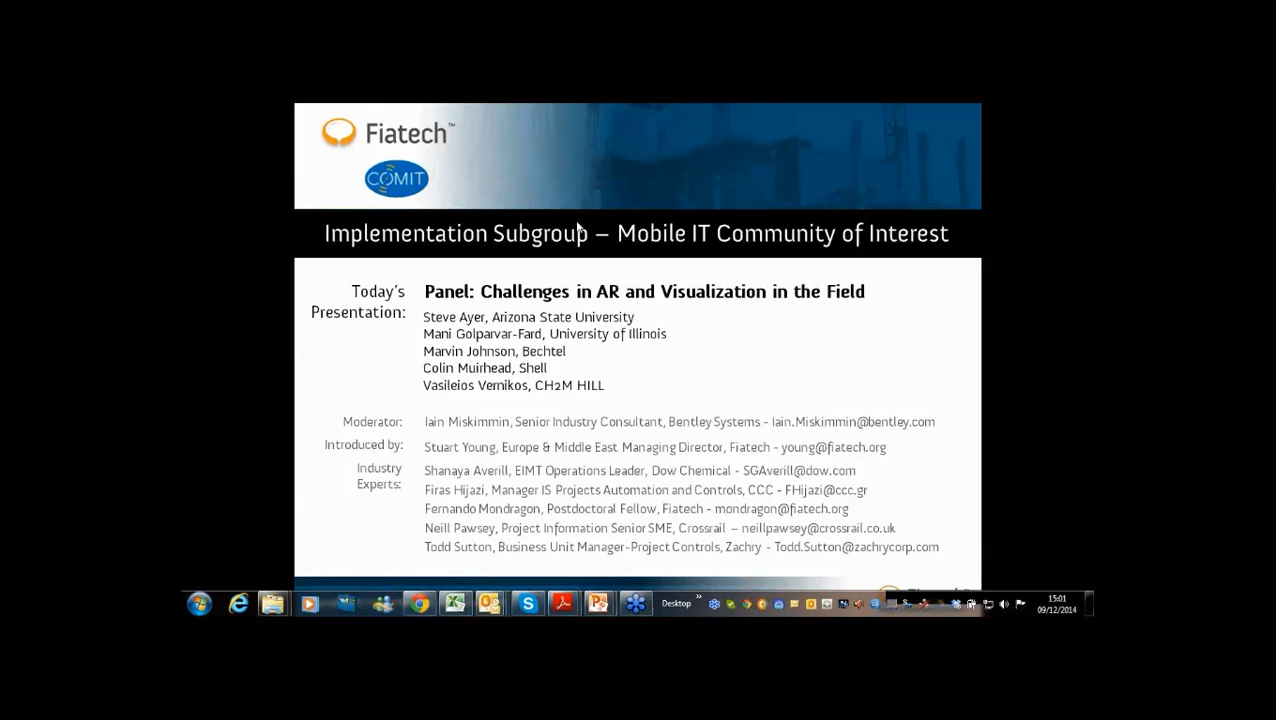 Fiatech™
COMIT
Implementation Subgroup – Mobile IT Community of Interest
Today's Presentation:
Panel: Challenges in AR and Visualization in the Field
Steve Ayer, Arizona State University
Mani Golparvar-Fard, University of Illinois
Marvin Johnson, Bechtel
Colin Muirhead, Shell
Vasileios Vernikos, CH2M HILL
Moderator: Iain Miskimmin, Senior Industry Consultant, Bentley Systems - Iain.Miskimmin@bentley.com
Introduced by: Stuart Young, Europe & Middle East Managing Director, Fiatech - young@fiatech.org
Industry Experts:
Shanaya Averill, EIMT Operations Leader, Dow Chemical - SGAverill@dow.com
Firas Hijazi, Manager IS Projects Automation and Controls, CCC - FHijazi@ccc.gr
Fernando Mondragon, Postdoctoral Fellow, Fiatech - mondragon@fiatech.org
Neill Pawsey, Project Information Senior SME, Crossrail – neillpawsey@crossrail.co.uk
Todd Sutton, Business Unit Manager-Project Controls, Zachry - Todd.Sutton@zachrycorp.com
Desktop »
15:01
09/12/2014